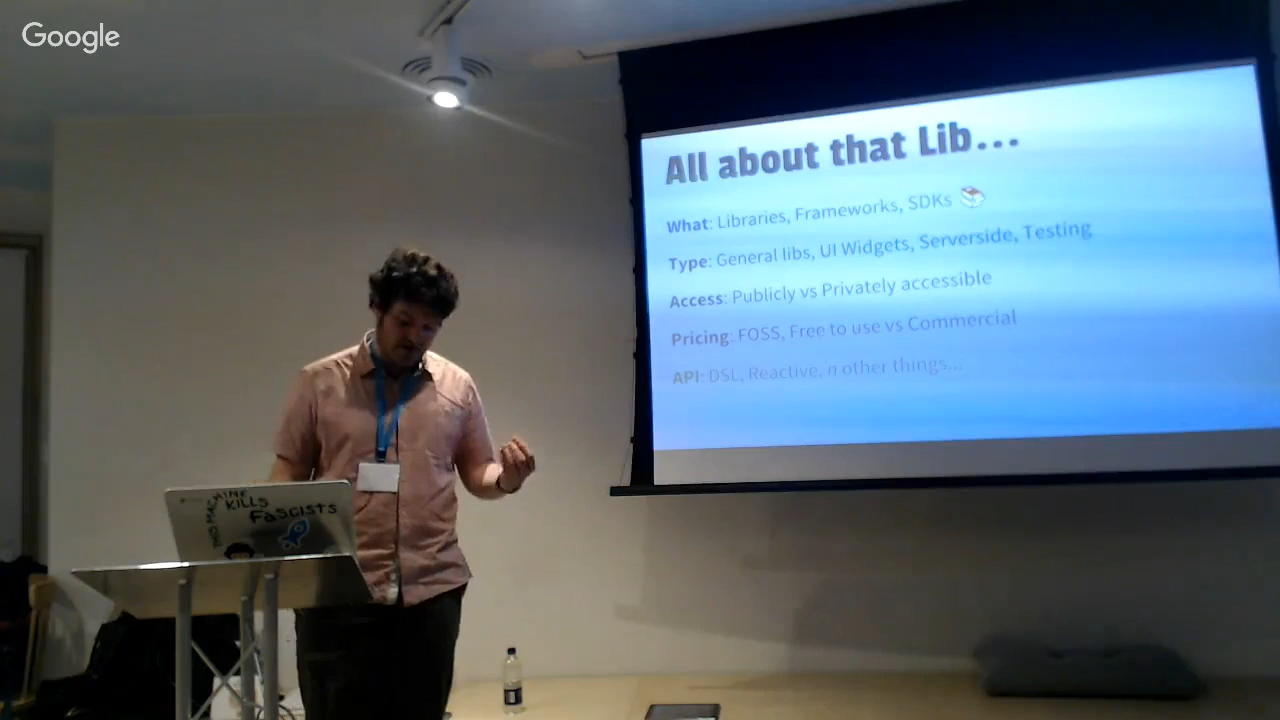 Google
All about that Lib...
What: Libraries, Frameworks, SDKs
Type: General libs, UI Widgets, Serverside, Testing
Access: Publicly vs Privately accessible
Pricing: FOSS, Free to use vs Commercial
API: DSL, Reactive, n other things...
THIS MACHINE
KILLS
FASCISTS